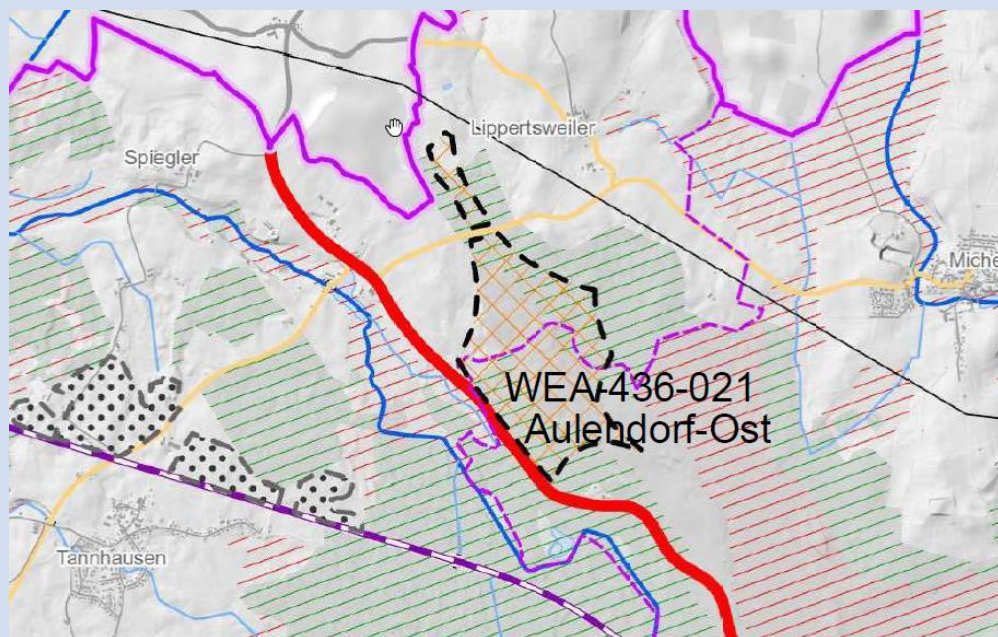 Lippertsweiler
Spiegler
Miche
WEA-436-021
Aulendorf-Ost
Tannhausen